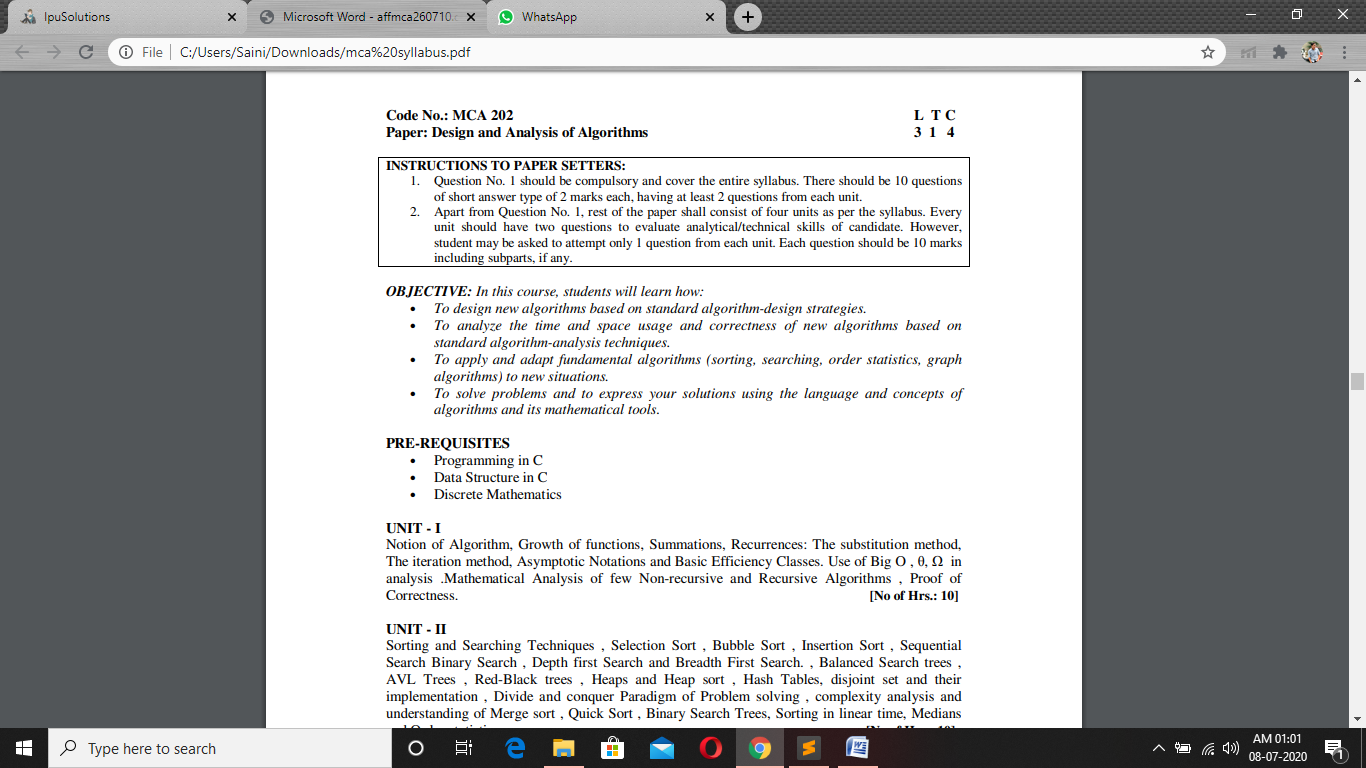 IpuSolutions
Microsoft Word - affmca260710.
WhatsApp
File C:/Users/Saini/Downloads/mca%20syllabus.pdf
Code No.: MCA 202 L T C
Paper: Design and Analysis of Algorithms 3 1 4
INSTRUCTIONS TO PAPER SETTERS:
1. Question No. 1 should be compulsory and cover the entire syllabus. There should be 10 questions
of short answer type of 2 marks each, having at least 2 questions from each unit.
2. Apart from Question No. 1, rest of the paper shall consist of four units as per the syllabus. Every
unit should have two questions to evaluate analytical/technical skills of candidate. However,
student may be asked to attempt only 1 question from each unit. Each question should be 10 marks
including subparts, if any.
OBJECTIVE: In this course, students will learn how:
• To design new algorithms based on standard algorithm-design strategies.
• To analyze the time and space usage and correctness of new algorithms based on
standard algorithm-analysis techniques.
• To apply and adapt fundamental algorithms (sorting, searching, order statistics, graph
algorithms) to new situations.
• To solve problems and to express your solutions using the language and concepts of
algorithms and its mathematical tools.
PRE-REQUISITES
• Programming in C
• Data Structure in C
• Discrete Mathematics
UNIT - I
Notion of Algorithm, Growth of functions, Summations, Recurrences: The substitution method,
The iteration method, Asymptotic Notations and Basic Efficiency Classes. Use of Big O , θ, Ω in
analysis .Mathematical Analysis of few Non-recursive and Recursive Algorithms , Proof of
Correctness. [No of Hrs.: 10]
UNIT - II
Sorting and Searching Techniques , Selection Sort , Bubble Sort , Insertion Sort , Sequential
Search Binary Search , Depth first Search and Breadth First Search. , Balanced Search trees ,
AVL Trees , Red-Black trees , Heaps and Heap sort , Hash Tables, disjoint set and their
implementation , Divide and conquer Paradigm of Problem solving , complexity analysis and
understanding of Merge sort , Quick Sort , Binary Search Trees, Sorting in linear time, Medians
Type here to search
AM 01:01
08-07-2020
1